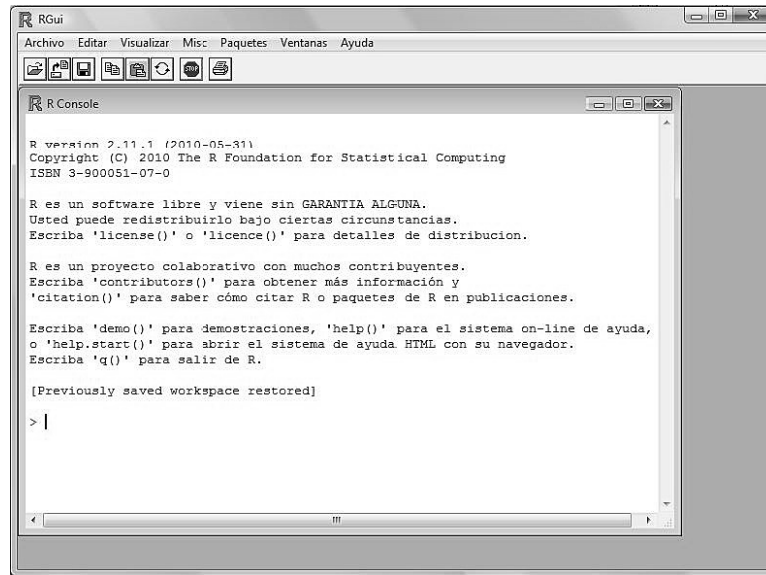 RGui
Archivo Editar Visualizar Misc Paquetes Ventanas Ayuda
STOP
R Console
R version 2.11.1 (2010-05-31)
Copyright (C) 2010 The R Foundation for Statistical Computing
ISBN 3-900051-07-0
R es un software libre y viene sin GARANTIA ALGUNA.
Usted puede redistribuirlo bajo ciertas circunstancias.
Escriba 'license()' o 'licence()' para detalles de distribucion.
R es un proyecto colaborativo con muchos contribuyentes.
Escriba 'contributors()' para obtener más información y
'citation()' para saber cómo citar R o paquetes de R en publicaciones.
Escriba 'demo()' para demostraciones, 'help()' para el sistema on-line de ayuda,
o 'help.start()' para abrir el sistema de ayuda HTML con su navegador.
Escriba 'q()' para salir de R.
[Previously saved workspace restored]
>